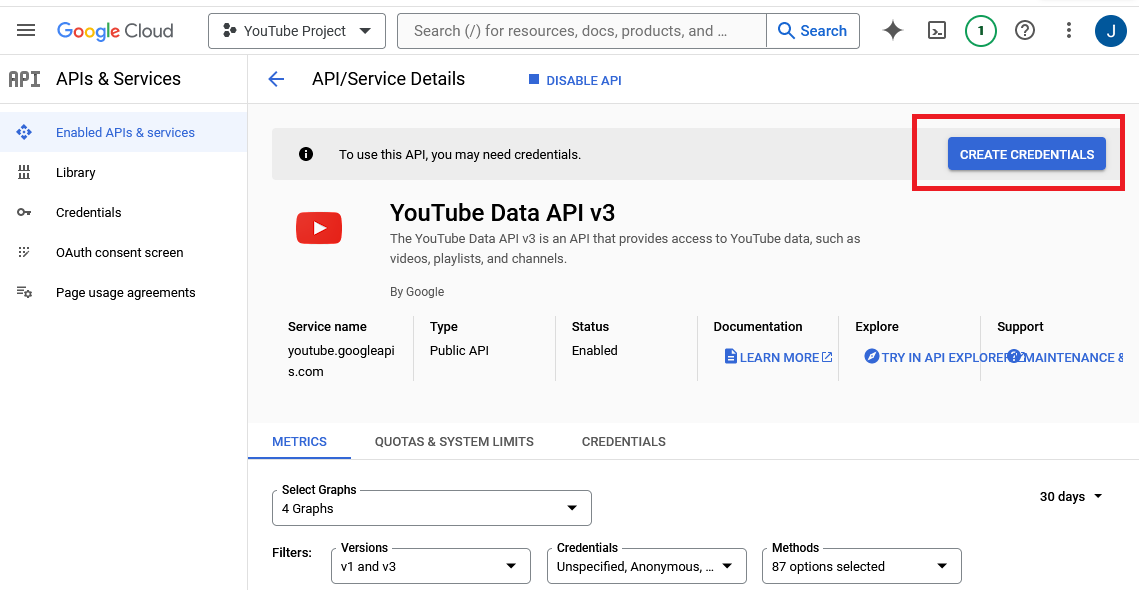 Google Cloud
YouTube Project
Search (/) for resources, docs, products, and …
Search
1
J
API
APIs & Services
API/Service Details
DISABLE API
Enabled APIs & services
Library
Credentials
OAuth consent screen
Page usage agreements
To use this API, you may need credentials.
CREATE CREDENTIALS
YouTube Data API v3
The YouTube Data API v3 is an API that provides access to YouTube data, such as
videos, playlists, and channels.
By Google
Service name
youtube.googleapi
s.com
Type
Public API
Status
Enabled
Documentation
LEARN MORE
Explore
TRY IN API EXPLORER
Support
MAINTENANCE &
METRICS
QUOTAS & SYSTEM LIMITS
CREDENTIALS
Select Graphs
4 Graphs
30 days
Filters:
Versions
v1 and v3
Credentials
Unspecified, Anonymous, …
Methods
87 options selected